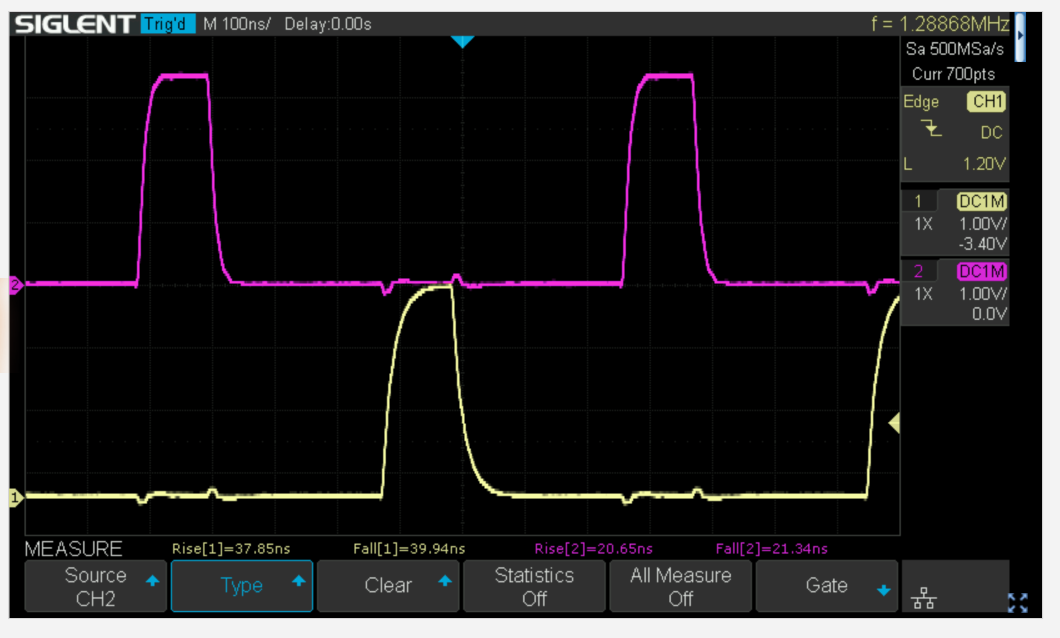 SIGLENT Trig'd M 100ns/ Delay:0.00s f = 1.28868MHz
Sa 500MSa/s
Curr 700pts
Edge CH1
DC
L 1.20V
1 DC1M
1X 1.00V/
-3.40V
2 DC1M
1X 1.00V/
0.0V
2
1
MEASURE Rise[1]=37.85ns Fall[1]=39.94ns Rise[2]=20.65ns Fall[2]=21.34ns
Source
CH2
Type
Clear
Statistics
Off
All Measure
Off
Gate